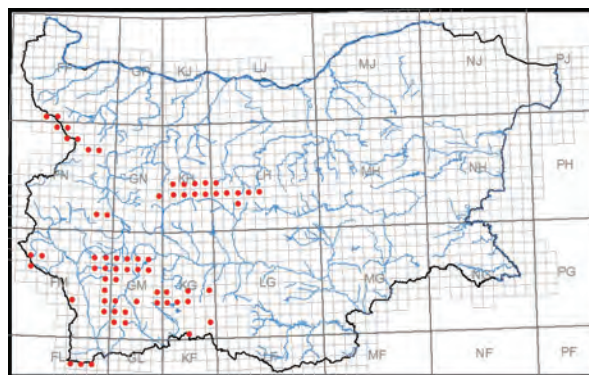 FP GP KJ LJ MJ NJ PJ
FN GN KH LH MH NH PH
FM GM KG LG MG NG PG
FL GL KF LF MF NF PF